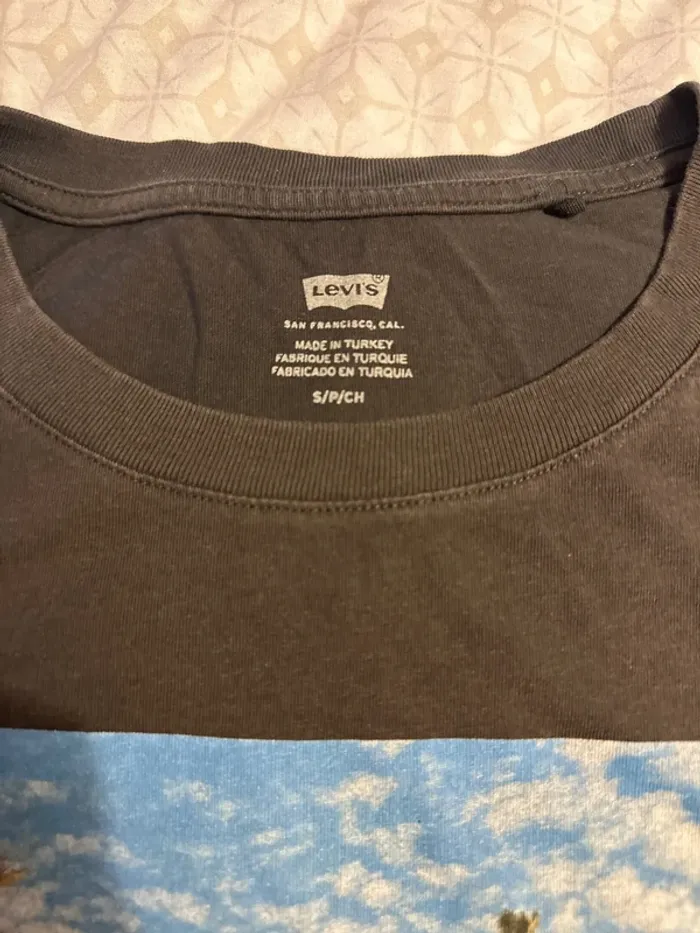 LEVI'S
®
SAN FRANCISCO, CAL.
MADE IN TURKEY
FABRIQUE EN TURQUIE
FABRICADO EN TURQUIA
S/P/CH